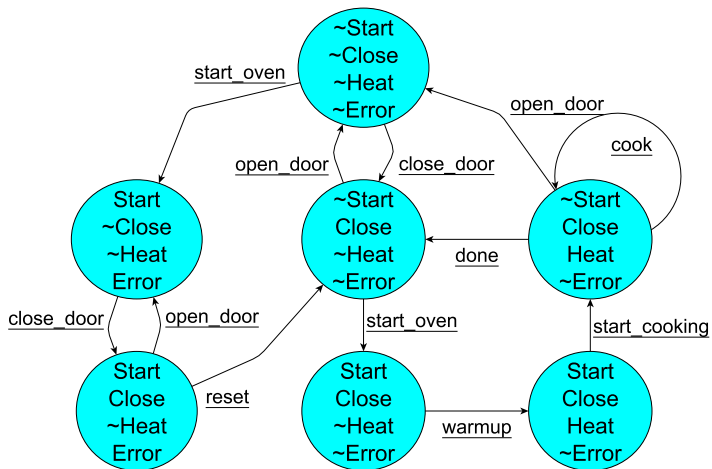 ~Start
~Close
~Heat
~Error
start_oven
open_door
cook
open_door
close_door
Start
~Close
~Heat
Error
~Start
Close
~Heat
~Error
~Start
Close
Heat
~Error
done
close_door
open_door
start_oven
start_cooking
reset
Start
Close
~Heat
Error
Start
Close
~Heat
~Error
warmup
Start
Close
Heat
~Error